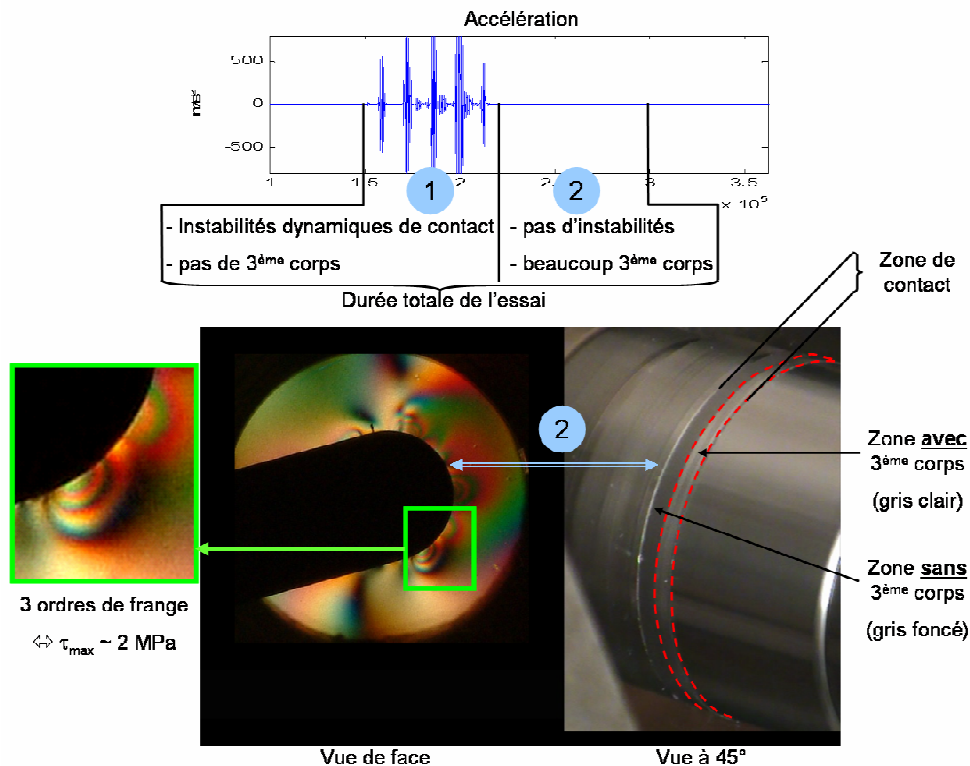 Accélération
500
0
-500
1
1.5
2
2.5
3
3.5
× 10⁵
1
2
- Instabilités dynamiques de contact
- pas de 3ème corps
- pas d'instabilités
- beaucoup 3ème corps
Durée totale de l'essai
Zone de
contact
2
Zone avec
3ème corps
(gris clair)
Zone sans
3ème corps
(gris foncé)
3 ordres de frange
⇔ τmax ~ 2 MPa
Vue de face
Vue à 45°